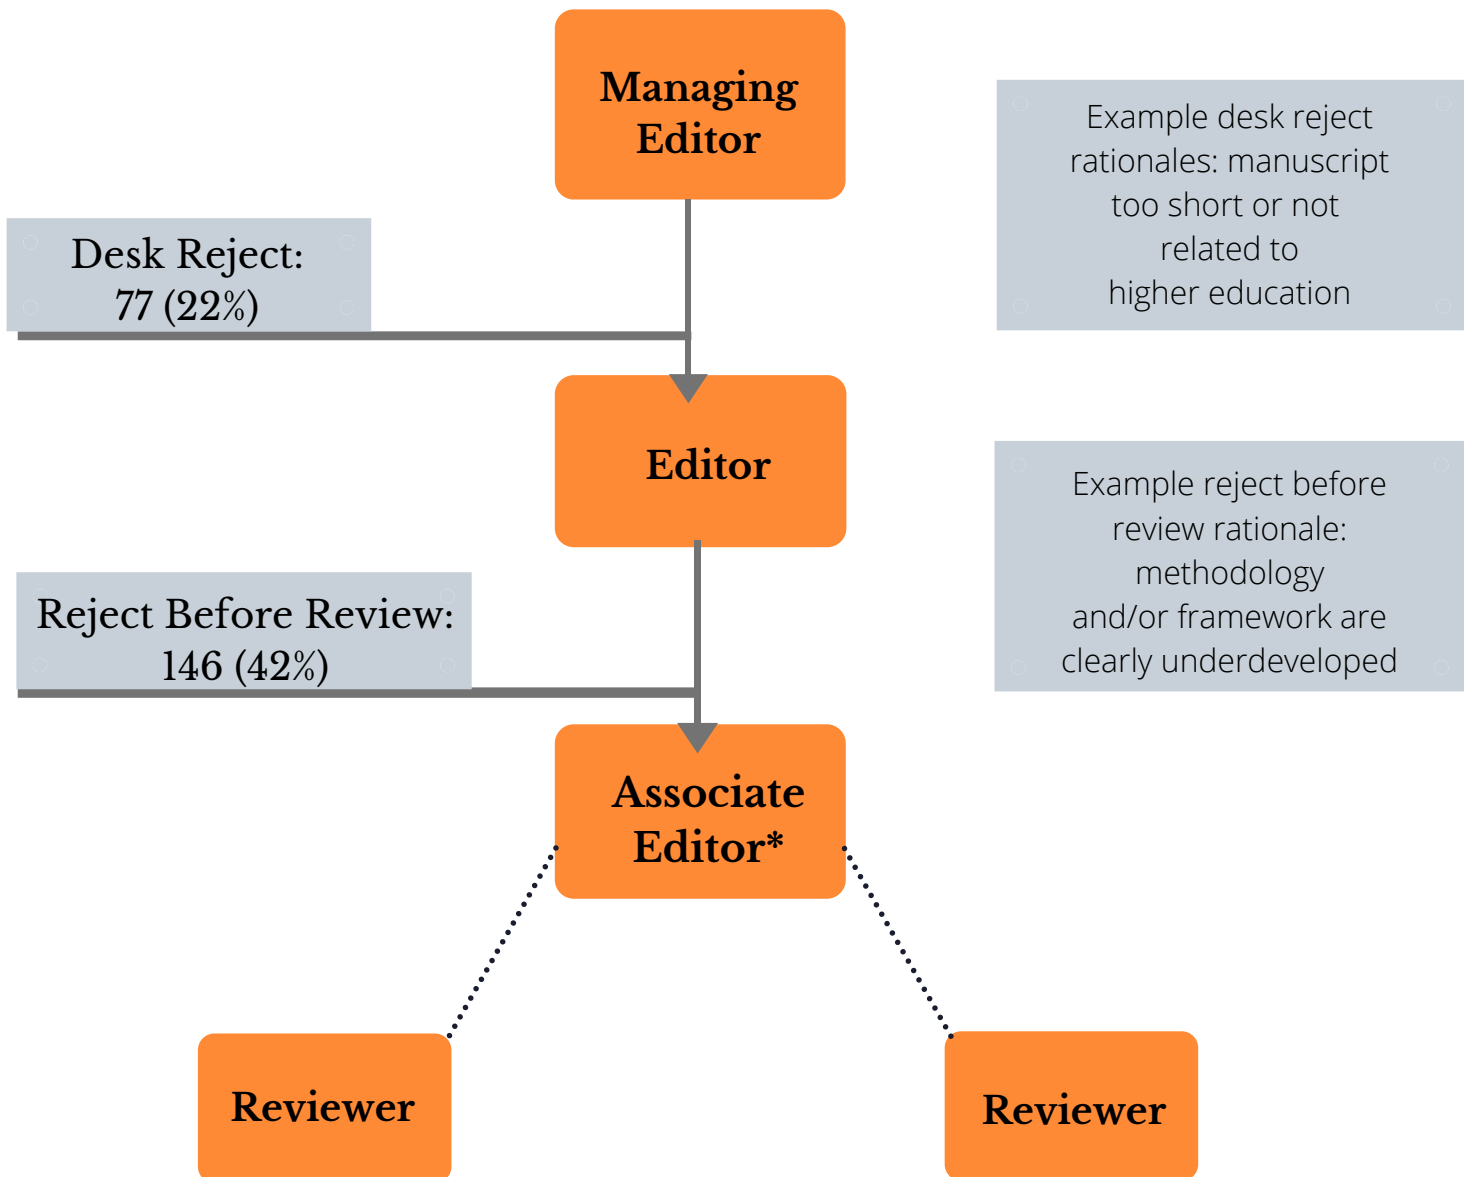 Managing
Editor
Example desk reject
rationales: manuscript
too short or not
related to
higher education
Desk Reject:
77 (22%)
Editor
Example reject before
review rationale:
methodology
and/or framework are
clearly underdeveloped
Reject Before Review:
146 (42%)
Associate
Editor*
Reviewer
Reviewer